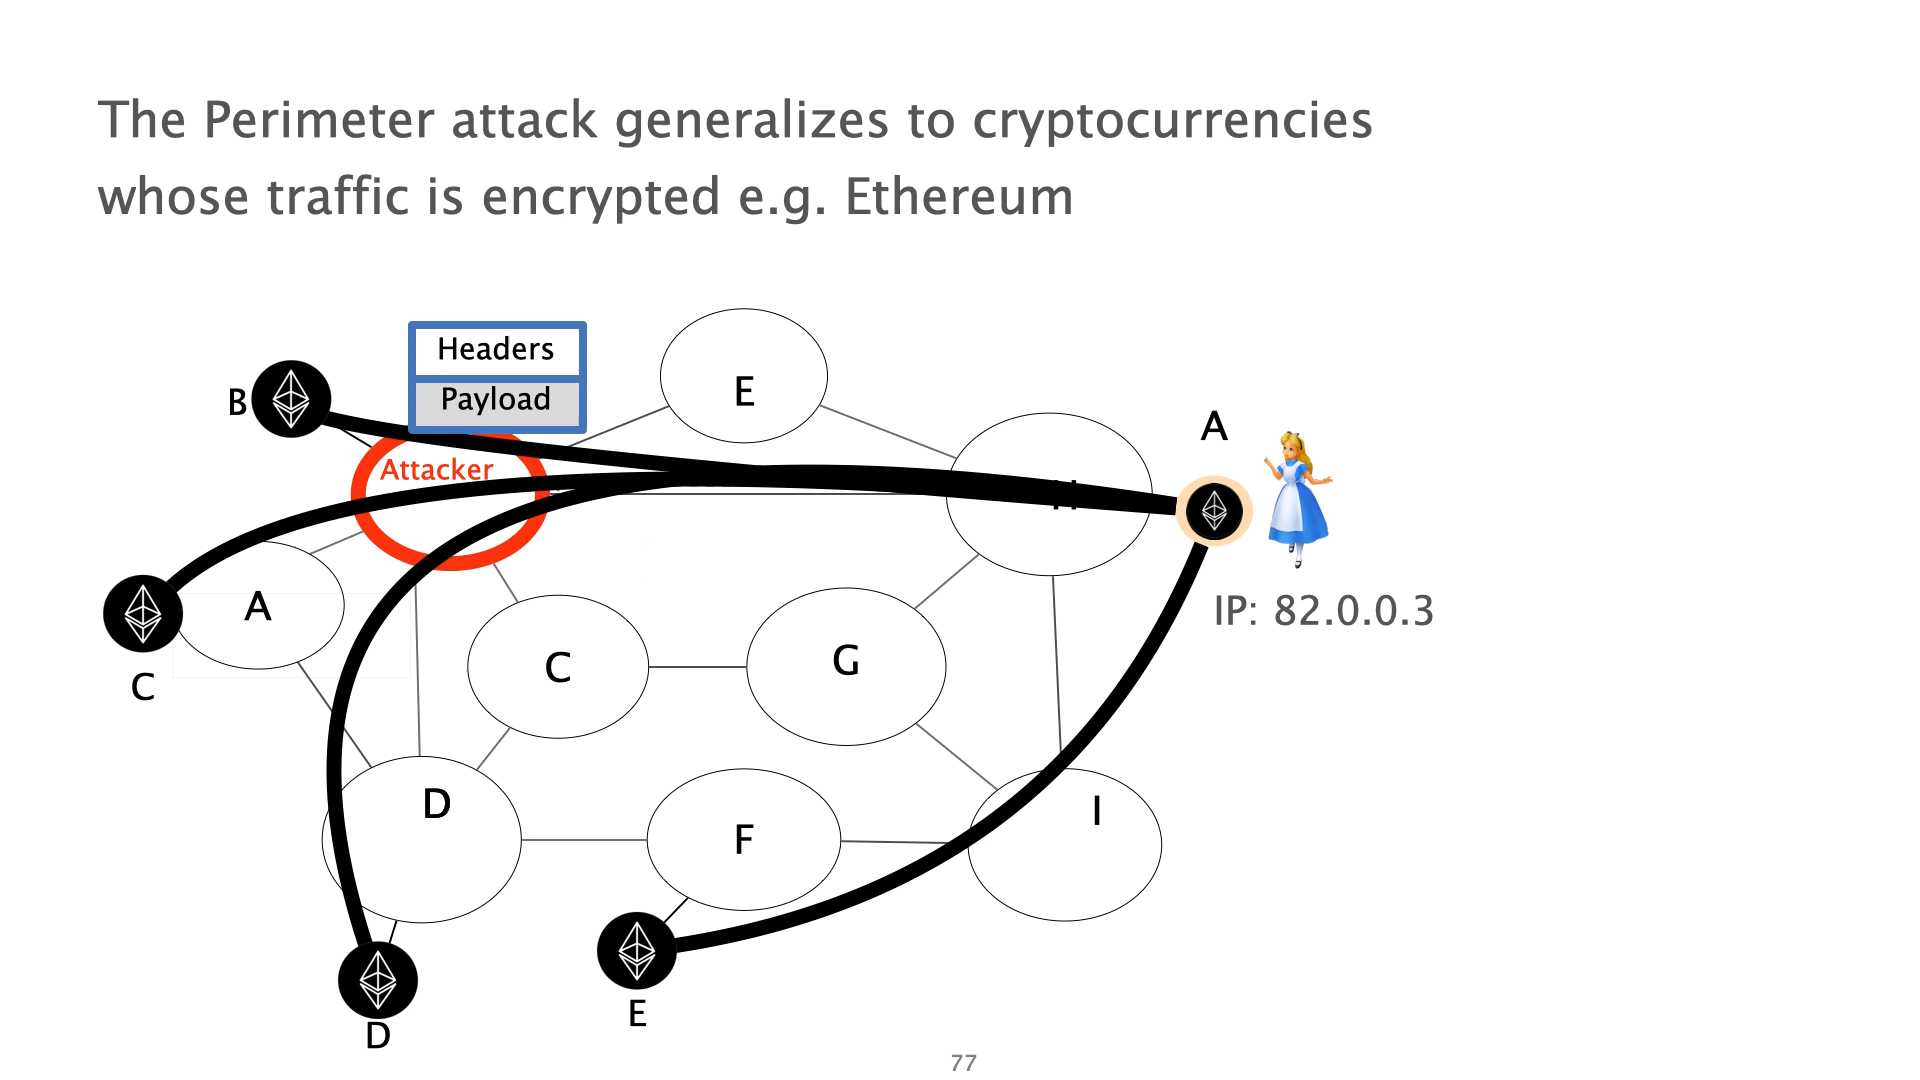 The Perimeter attack generalizes to cryptocurrencies
whose traffic is encrypted e.g. Ethereum
Headers
Payload
B
E
A
Attacker
H
A
IP: 82.0.0.3
C
G
C
D
I
F
E
D
77